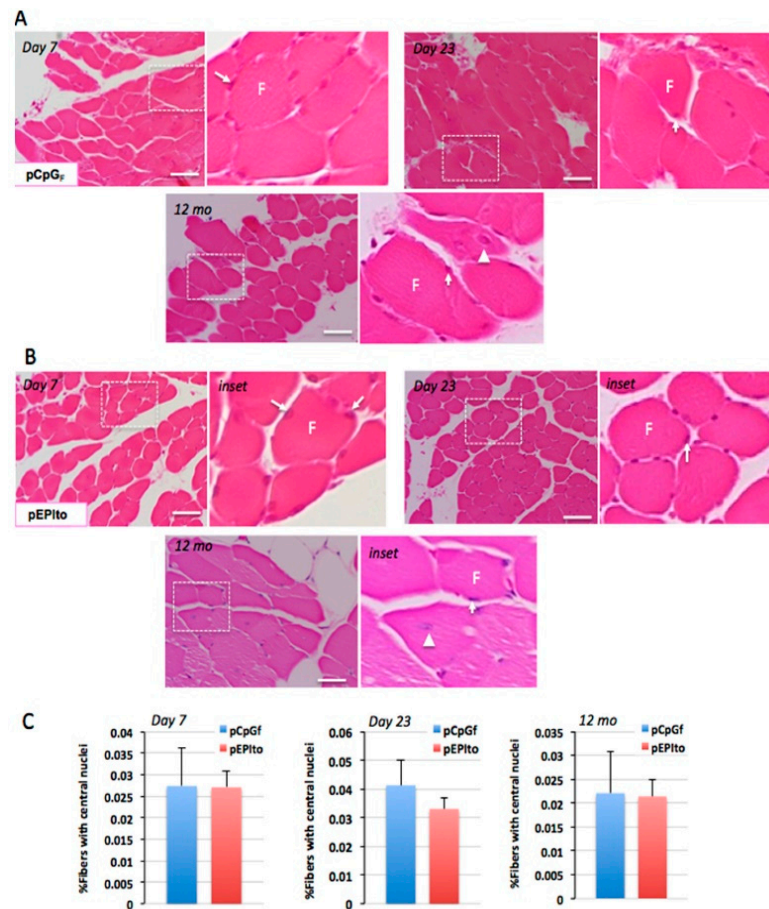 A
Day 7
F
pCpGF
Day 23
F
12 mo
F
B
Day 7
inset
F
pEPIto
Day 23
inset
F
12 mo
inset
F
C
Day 7
pCpGf
pEPIto
%Fibers with central nuclei
0.04
0.035
0.03
0.025
0.02
0.015
0.01
0.005
0
Day 23
pCpGf
pEPIto
%Fibers with central nuclei
0.06
0.05
0.04
0.03
0.02
0.01
0
12 mo
pCpGf
pEPIto
%Fibers with central nuclei
0.035
0.03
0.025
0.02
0.015
0.01
0.005
0